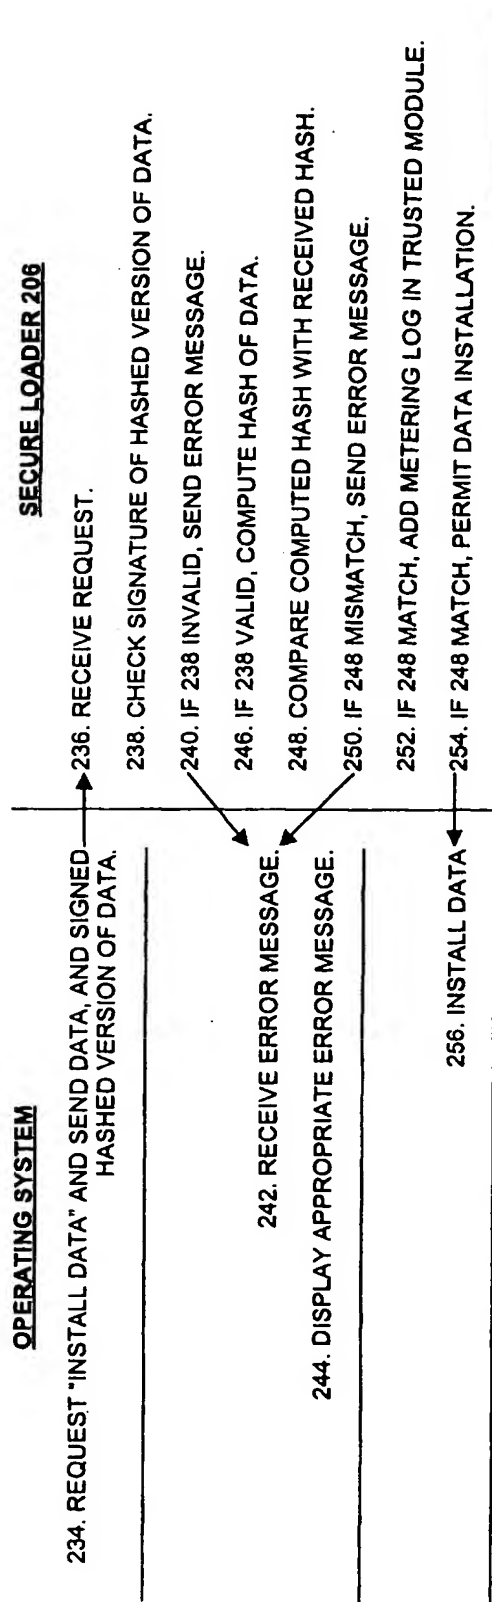 OPERATING SYSTEM
234. REQUEST "INSTALL DATA" AND SEND DATA, AND SIGNED
HASHED VERSION OF DATA.
242. RECEIVE ERROR MESSAGE.
244. DISPLAY APPROPRIATE ERROR MESSAGE.
256. INSTALL DATA
SECURE LOADER 206
236. RECEIVE REQUEST.
238. CHECK SIGNATURE OF HASHED VERSION OF DATA.
240. IF 238 INVALID, SEND ERROR MESSAGE.
246. IF 238 VALID, COMPUTE HASH OF DATA.
248. COMPARE COMPUTED HASH WITH RECEIVED HASH.
250. IF 248 MISMATCH, SEND ERROR MESSAGE.
252. IF 248 MATCH, ADD METERING LOG IN TRUSTED MODULE.
254. IF 248 MATCH, PERMIT DATA INSTALLATION.